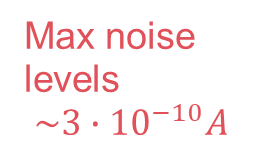 Max noise
levels
~3 · 10⁻¹⁰ A